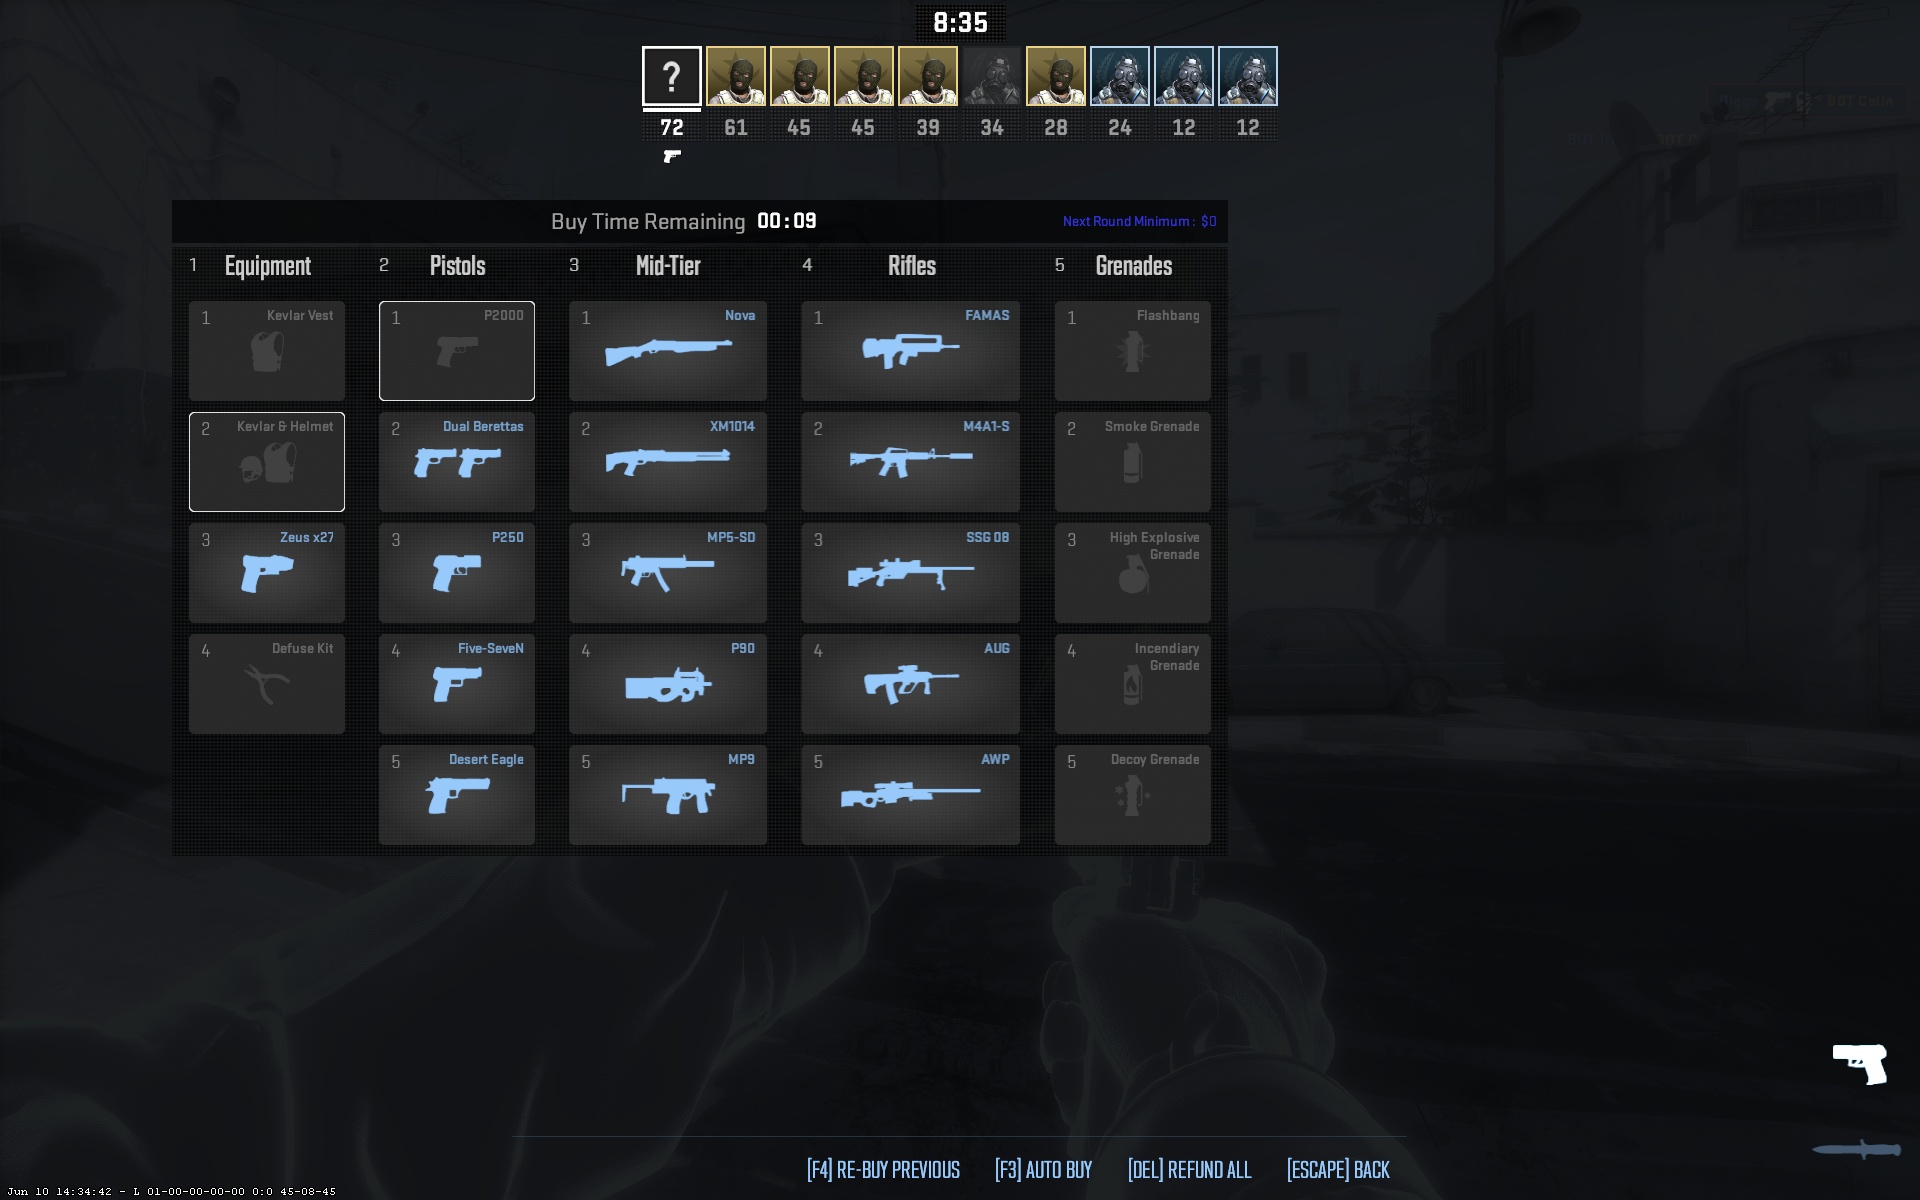 8:35
?
72 61 45 45 39 34 28 24 12 12
Buy Time Remaining 00:09
Next Round Minimum : $0
1 Equipment
2 Pistols
3 Mid-Tier
4 Rifles
5 Grenades
1 Kevlar Vest
1 P2000
1 Nova
1 FAMAS
1 Flashbang
2 Kevlar & Helmet
2 Dual Berettas
2 XM1014
2 M4A1-S
2 Smoke Grenade
3 Zeus x27
3 P250
3 MP5-SD
3 SSG 08
3 High Explosive
Grenade
4 Defuse Kit
4 Five-SeveN
4 P90
4 AUG
4 Incendiary
Grenade
5 Desert Eagle
5 MP9
5 AWP
5 Decoy Grenade
[F4] RE-BUY PREVIOUS
[F3] AUTO BUY
[DEL] REFUND ALL
[ESCAPE] BACK
Jun 10 14:34:42 - L 01-00-00-00-00 0:0 45-08-45